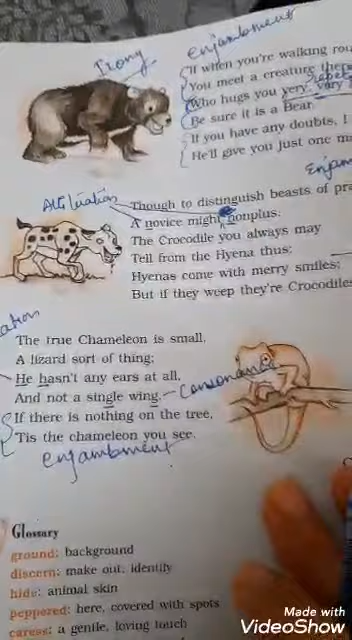 Irony
enjambment
If when you're walking rou
You meet a creature there
repe
Who hugs you very, very
Be sure it is a Bear.
If you have any doubts, I
He'll give you just one mo
Enjam
Alliteration
Though to distinguish beasts of pre
A novice might nonplus;
The Crocodile you always may
Tell from the Hyena thus:
Hyenas come with merry smiles;
But if they weep they're Crocodiles
ation
The true Chameleon is small,
A lizard sort of thing;
He hasn't any ears at all,
And not a single wing. consonance
If there is nothing on the tree,
'Tis the chameleon you see.
enjambment
Glossary
ground: background
discern: make out, identify
hide: animal skin
peppered: here, covered with spots
caress: a gentle, loving touch
Made with
VideoShow